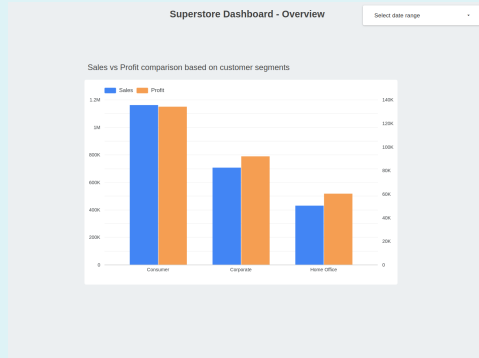 Superstore Dashboard - Overview
Select date range
Sales vs Profit comparison based on customer segments
Sales Profit
1.2M 140K
120K
1M
100K
800K
80K
600K
60K
400K
40K
200K
20K
0 0
Consumer Corporate Home Office